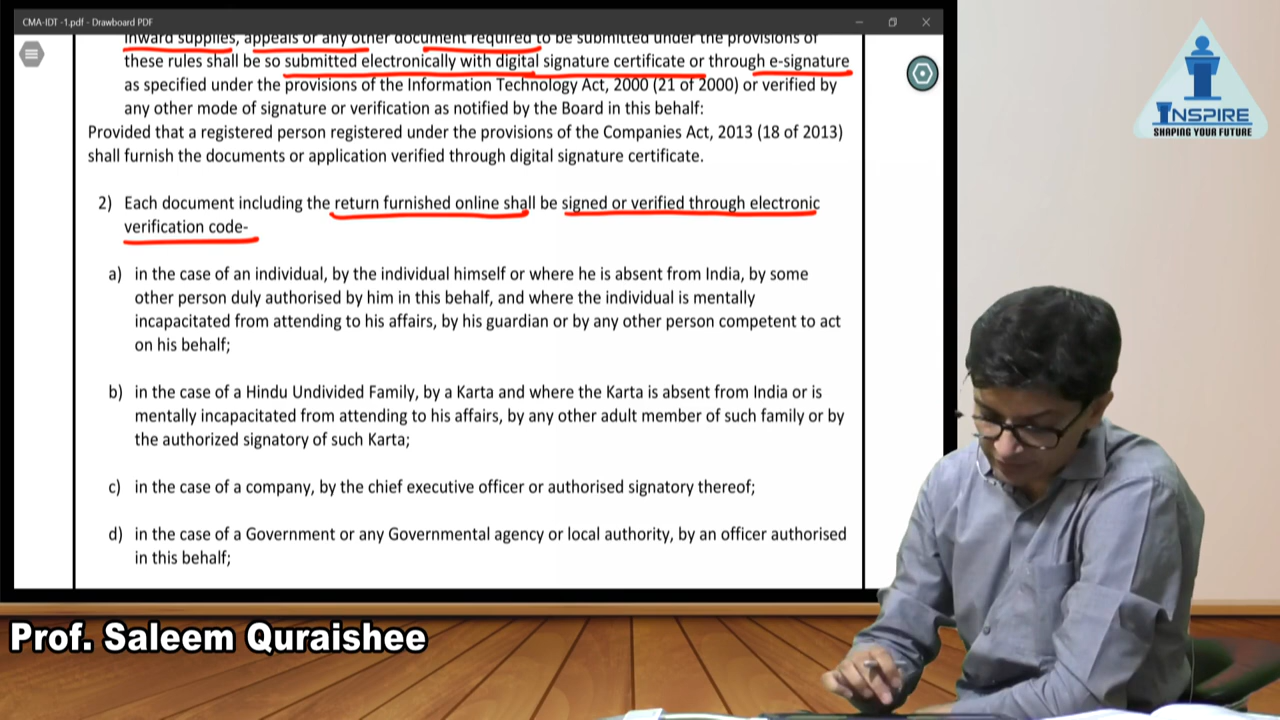 CMA-IDT -1.pdf - Drawboard PDF
inward supplies, appeals or any other document required to be submitted under the provisions of
these rules shall be so submitted electronically with digital signature certificate or through e-signature
as specified under the provisions of the Information Technology Act, 2000 (21 of 2000) or verified by
any other mode of signature or verification as notified by the Board in this behalf:
Provided that a registered person registered under the provisions of the Companies Act, 2013 (18 of 2013)
shall furnish the documents or application verified through digital signature certificate.
2) Each document including the return furnished online shall be signed or verified through electronic
verification code-
a) in the case of an individual, by the individual himself or where he is absent from India, by some
other person duly authorised by him in this behalf, and where the individual is mentally
incapacitated from attending to his affairs, by his guardian or by any other person competent to act
on his behalf;
b) in the case of a Hindu Undivided Family, by a Karta and where the Karta is absent from India or is
mentally incapacitated from attending to his affairs, by any other adult member of such family or by
the authorized signatory of such Karta;
c) in the case of a company, by the chief executive officer or authorised signatory thereof;
d) in the case of a Government or any Governmental agency or local authority, by an officer authorised
in this behalf;
INSPIRE
SHAPING YOUR FUTURE
Prof. Saleem Quraishee